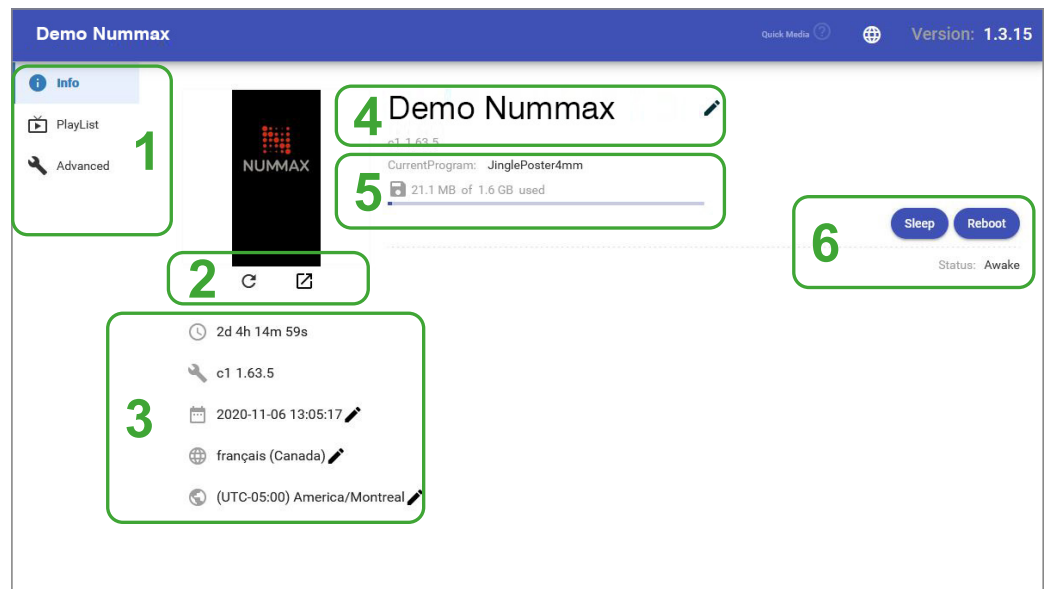 Demo Nummax
Quick Media ?
Version: 1.3.15
Info
PlayList
Advanced
1
NUMMAX
2
2d 4h 14m 59s
c1 1.63.5
2020-11-06 13:05:17
français (Canada)
(UTC-05:00) America/Montreal
3
4
Demo Nummax
c1 1.63.5
5
CurrentProgram: JinglePoster4mm
21.1 MB of 1.6 GB used
6
Sleep
Reboot
Status: Awake